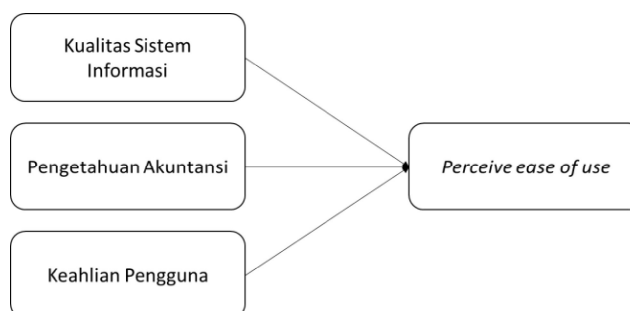 Kualitas Sistem
Informasi
Pengetahuan Akuntansi
Perceive ease of use
Keahlian Pengguna